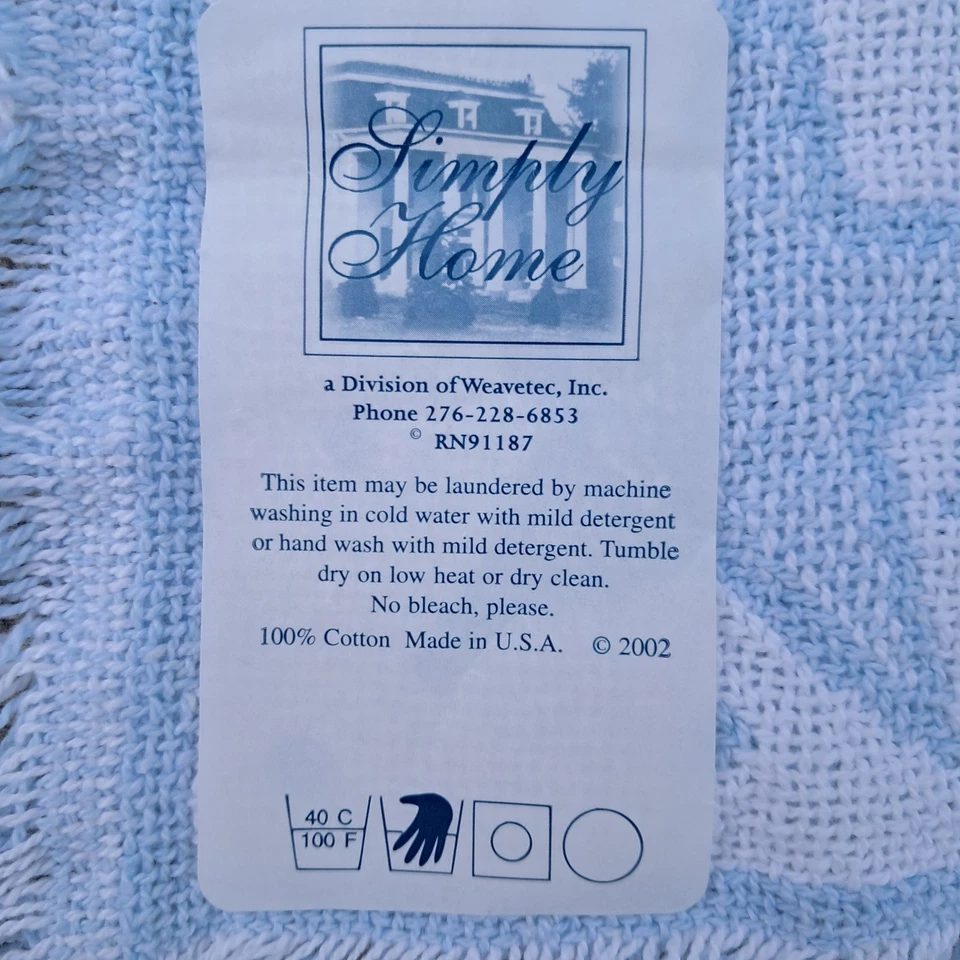 Simply
Home
a Division of Weavetec, Inc.
Phone 276-228-6853
© RN91187
This item may be laundered by machine
washing in cold water with mild detergent
or hand wash with mild detergent. Tumble
dry on low heat or dry clean.
No bleach, please.
100% Cotton Made in U.S.A. © 2002
40 C
100 F